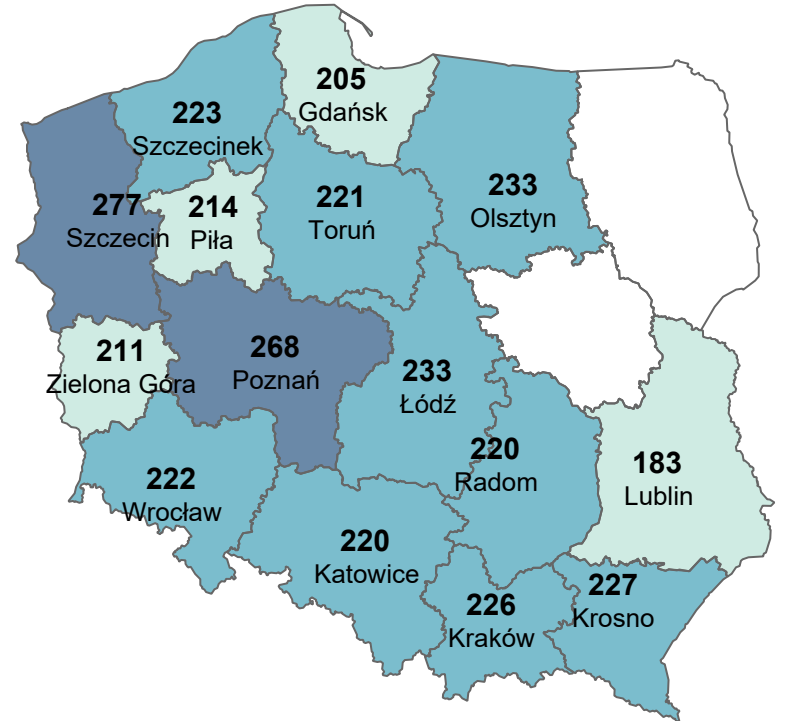 205
Gdańsk
223
Szczecinek
233
Olsztyn
221
Toruń
277
Szczecin
214
Piła
211
Zielona Góra
268
Poznań
233
Łódź
220
Radom
183
Lublin
222
Wrocław
220
Katowice
226
Kraków
227
Krosno